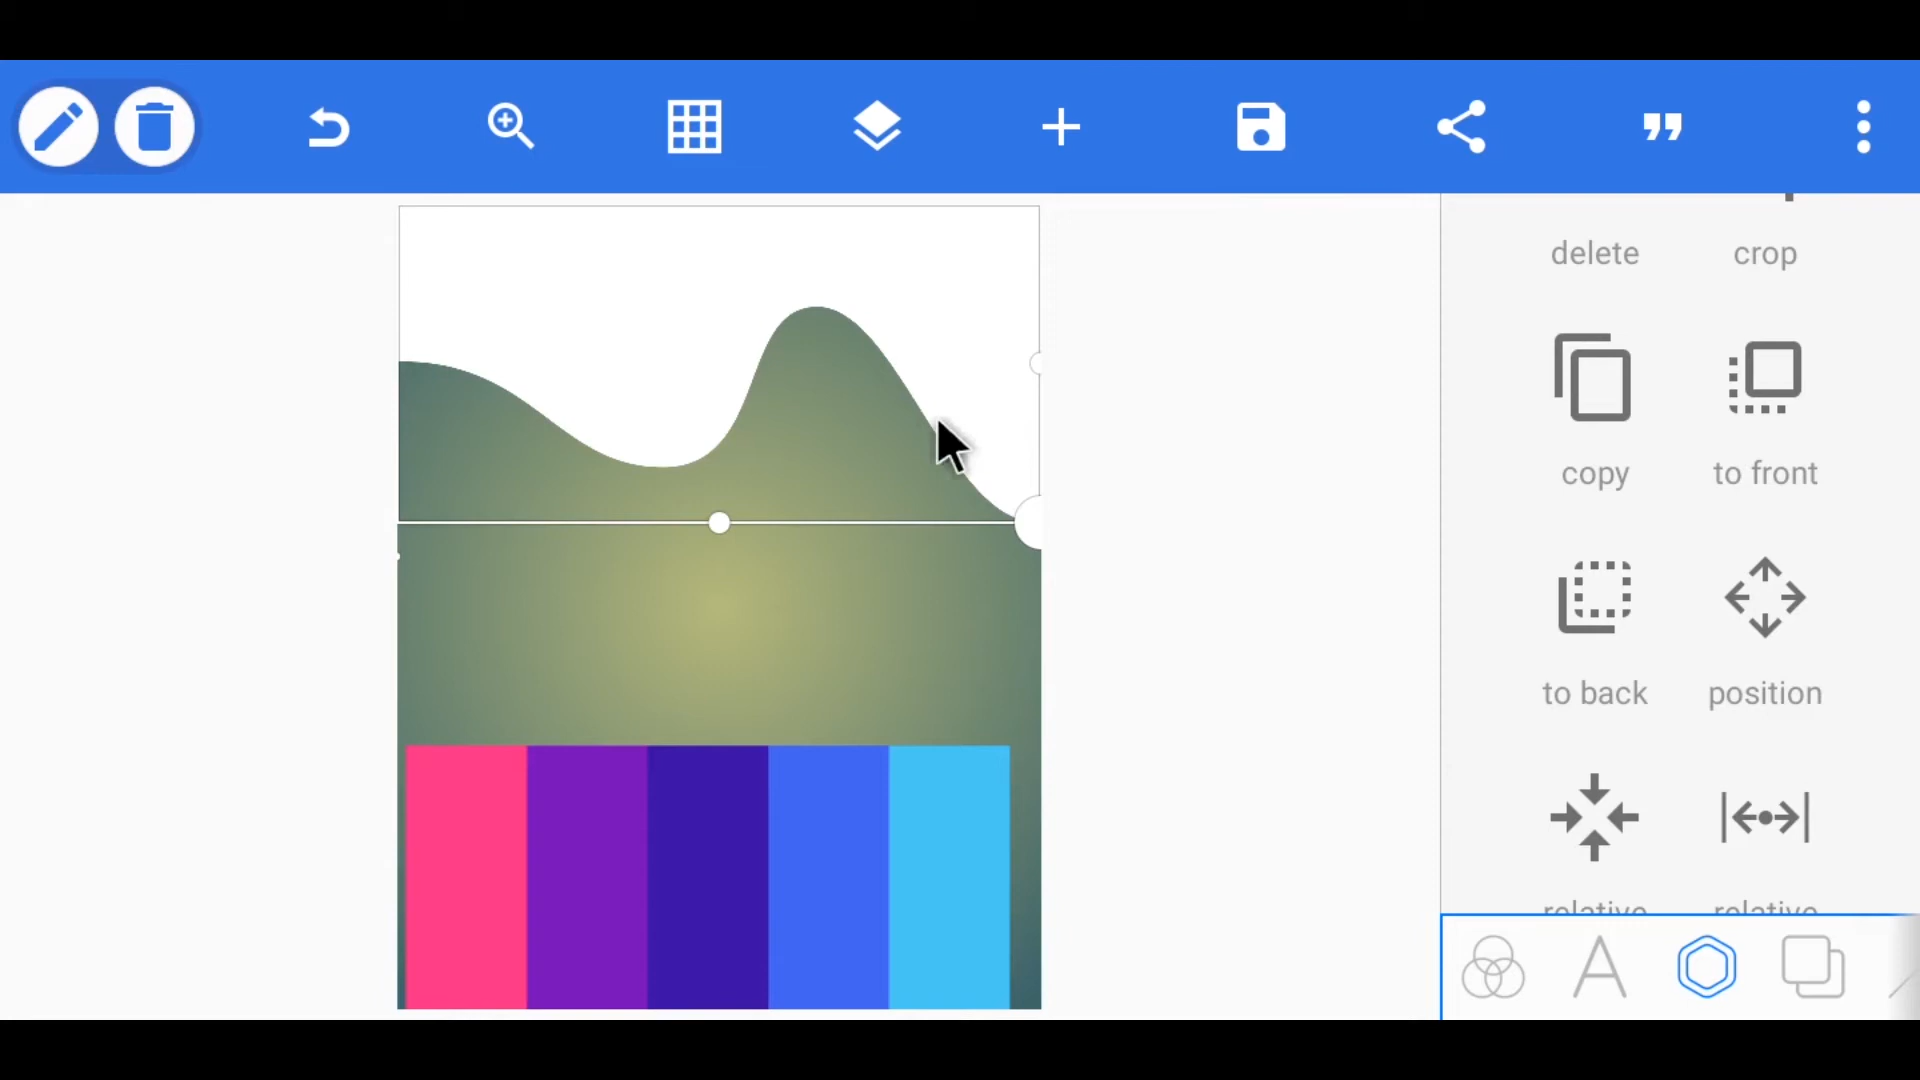 delete crop
copy to front
to back position
relative relative